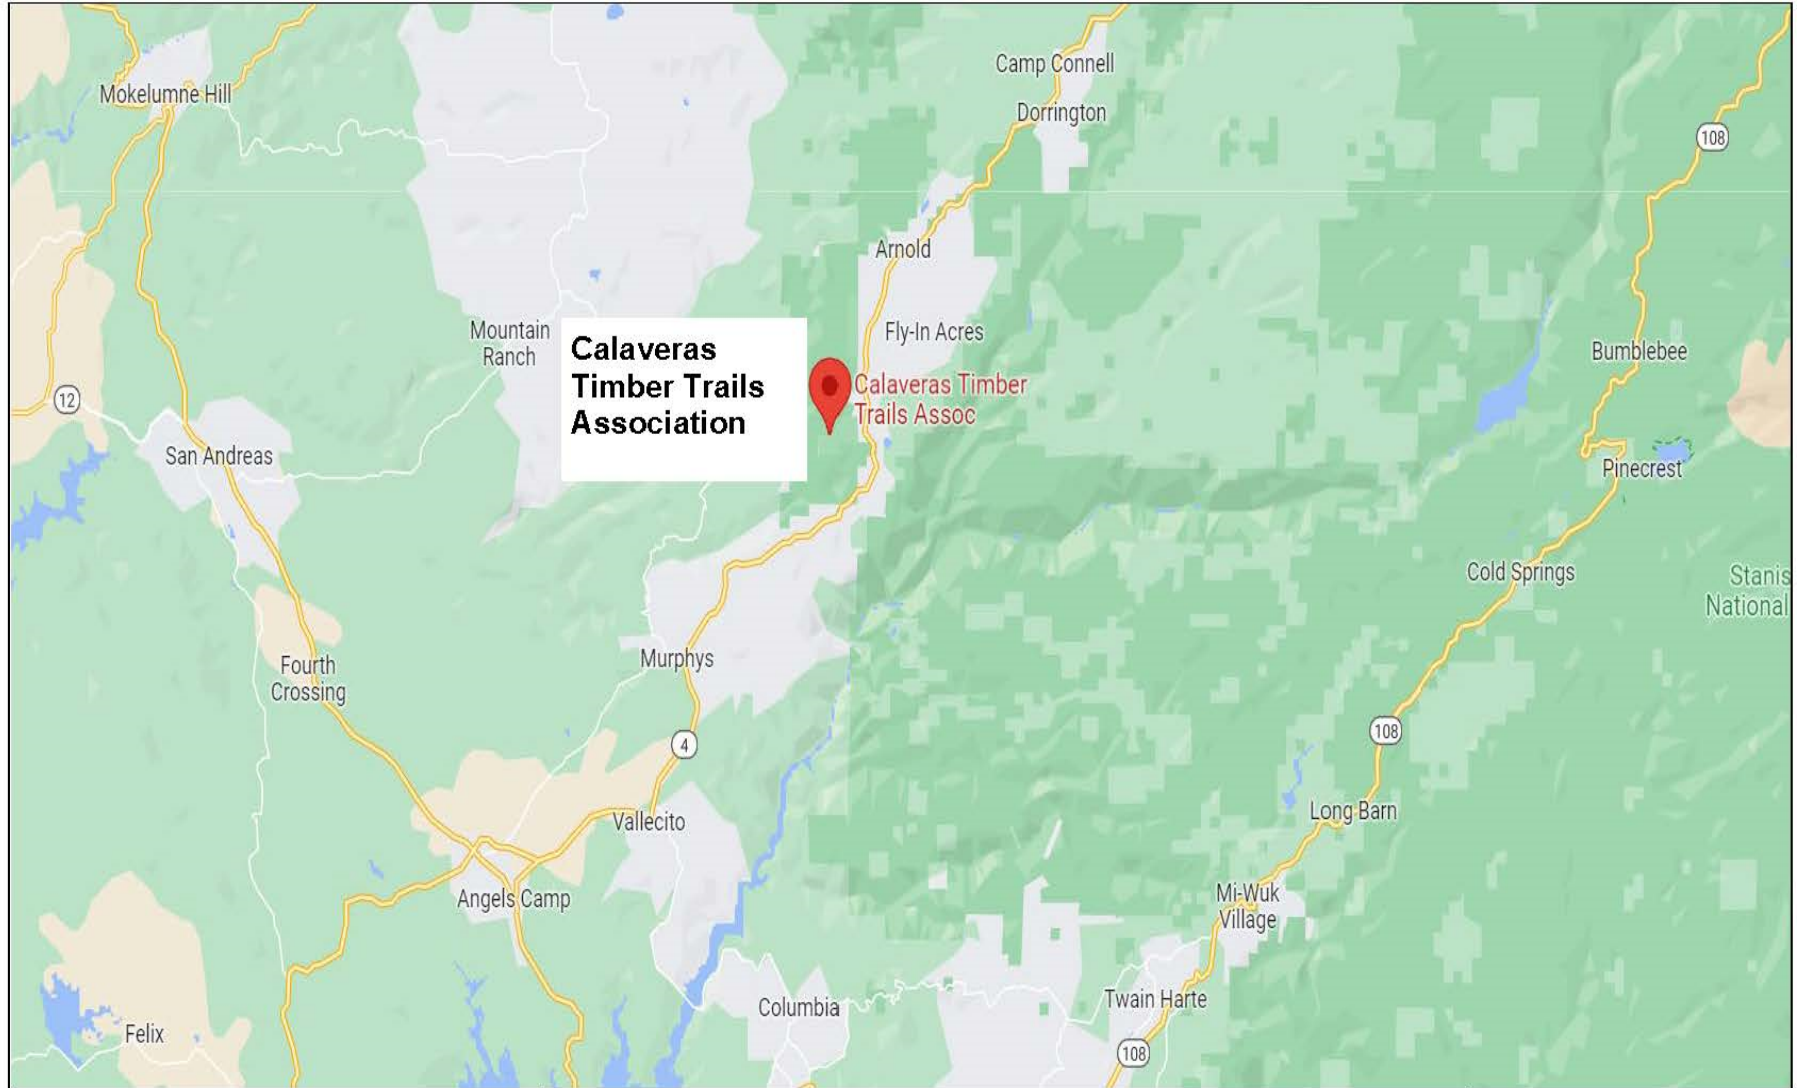 Camp Connell
Mokelumne Hill
Dorrington
108
Arnold
Mountain
Ranch
Fly-In Acres
Calaveras
Timber Trails
Association
Calaveras Timber
Trails Assoc
Bumblebee
12
San Andreas
Pinecrest
Cold Springs
Stanis
National
Fourth
Crossing
Murphys
4
108
Vallecito
Long Barn
Angels Camp
Mi-Wuk
Village
Columbia
Twain Harte
Felix
108